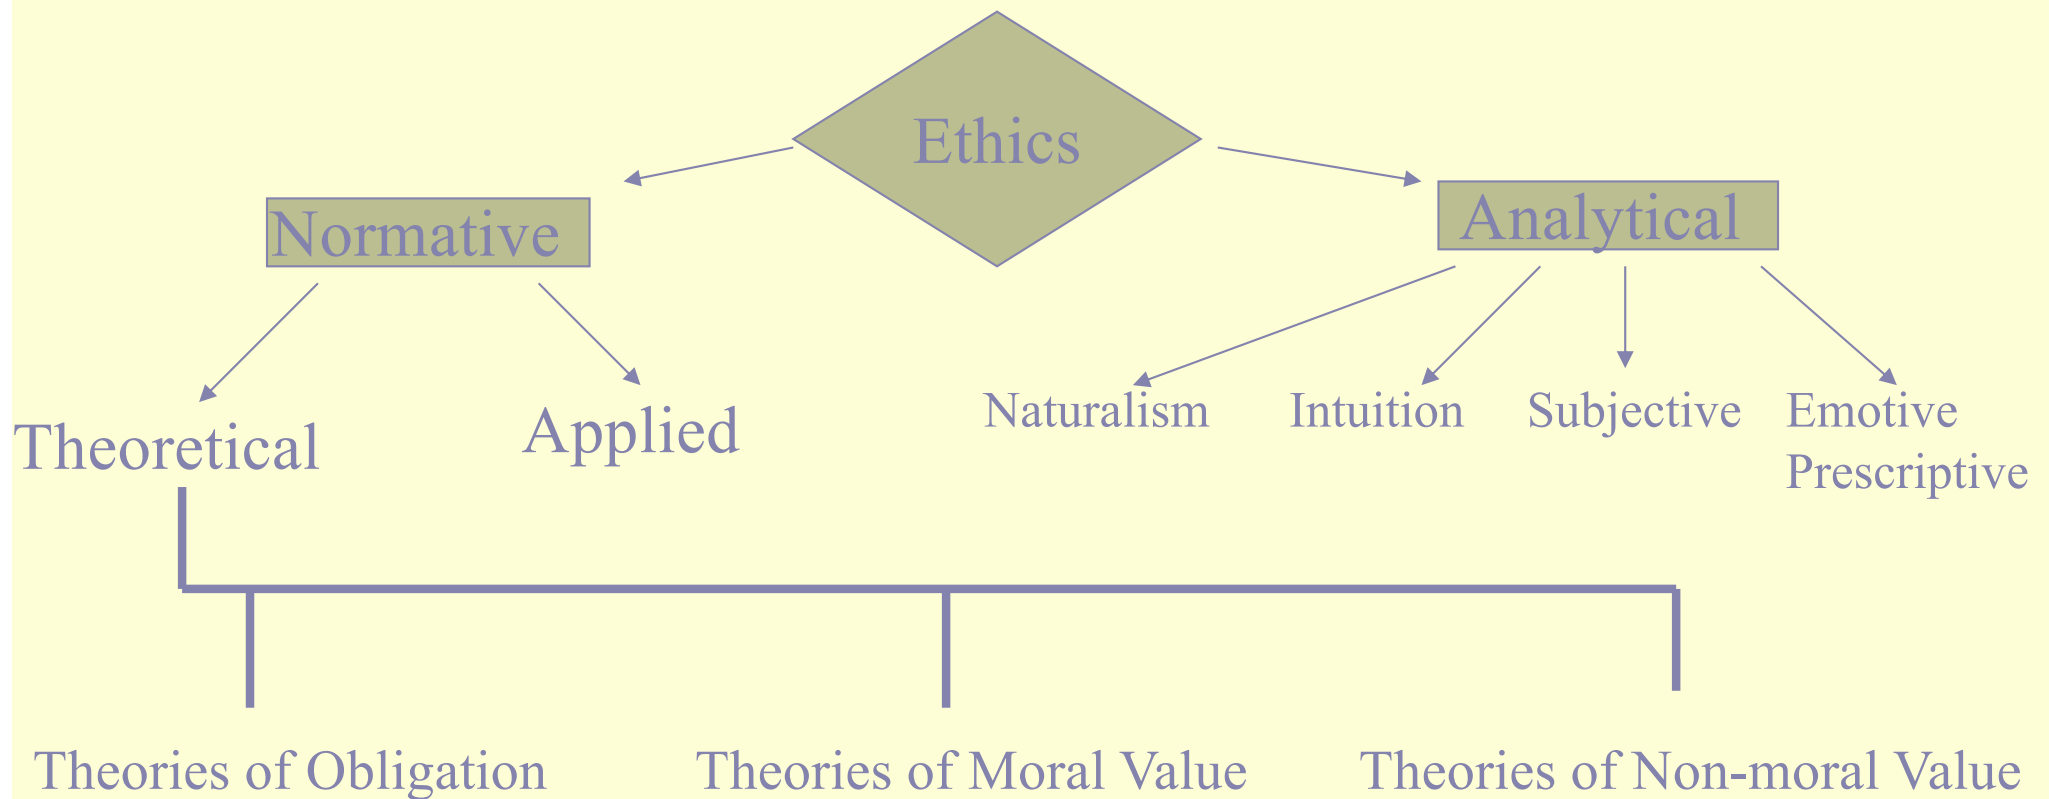 Ethics
Normative
Analytical
Naturalism
Intuition
Subjective
Emotive
Prescriptive
Theoretical
Applied
Theories of Obligation
Theories of Moral Value
Theories of Non-moral Value